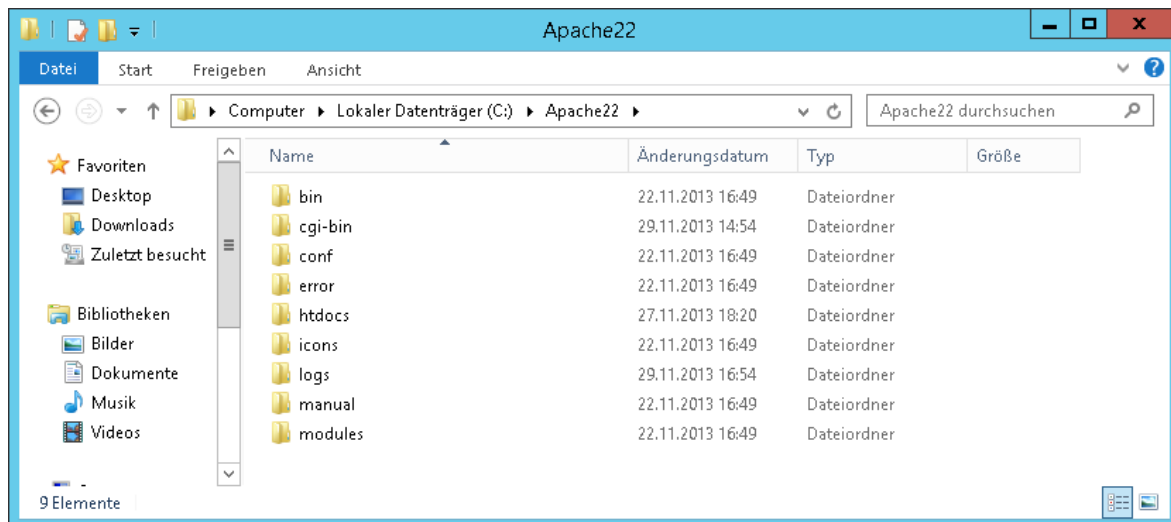 Apache22
Datei Start Freigeben Ansicht
Computer Lokaler Datenträger (C:) Apache22 Apache22 durchsuchen
Name Änderungsdatum Typ Größe
Favoriten
Desktop
Downloads
Zuletzt besucht
Bibliotheken
Bilder
Dokumente
Musik
Videos
bin 22.11.2013 16:49 Dateiordner
cgi-bin 29.11.2013 14:54 Dateiordner
conf 22.11.2013 16:49 Dateiordner
error 22.11.2013 16:49 Dateiordner
htdocs 27.11.2013 18:20 Dateiordner
icons 22.11.2013 16:49 Dateiordner
logs 29.11.2013 16:54 Dateiordner
manual 22.11.2013 16:49 Dateiordner
modules 22.11.2013 16:49 Dateiordner
9 Elemente